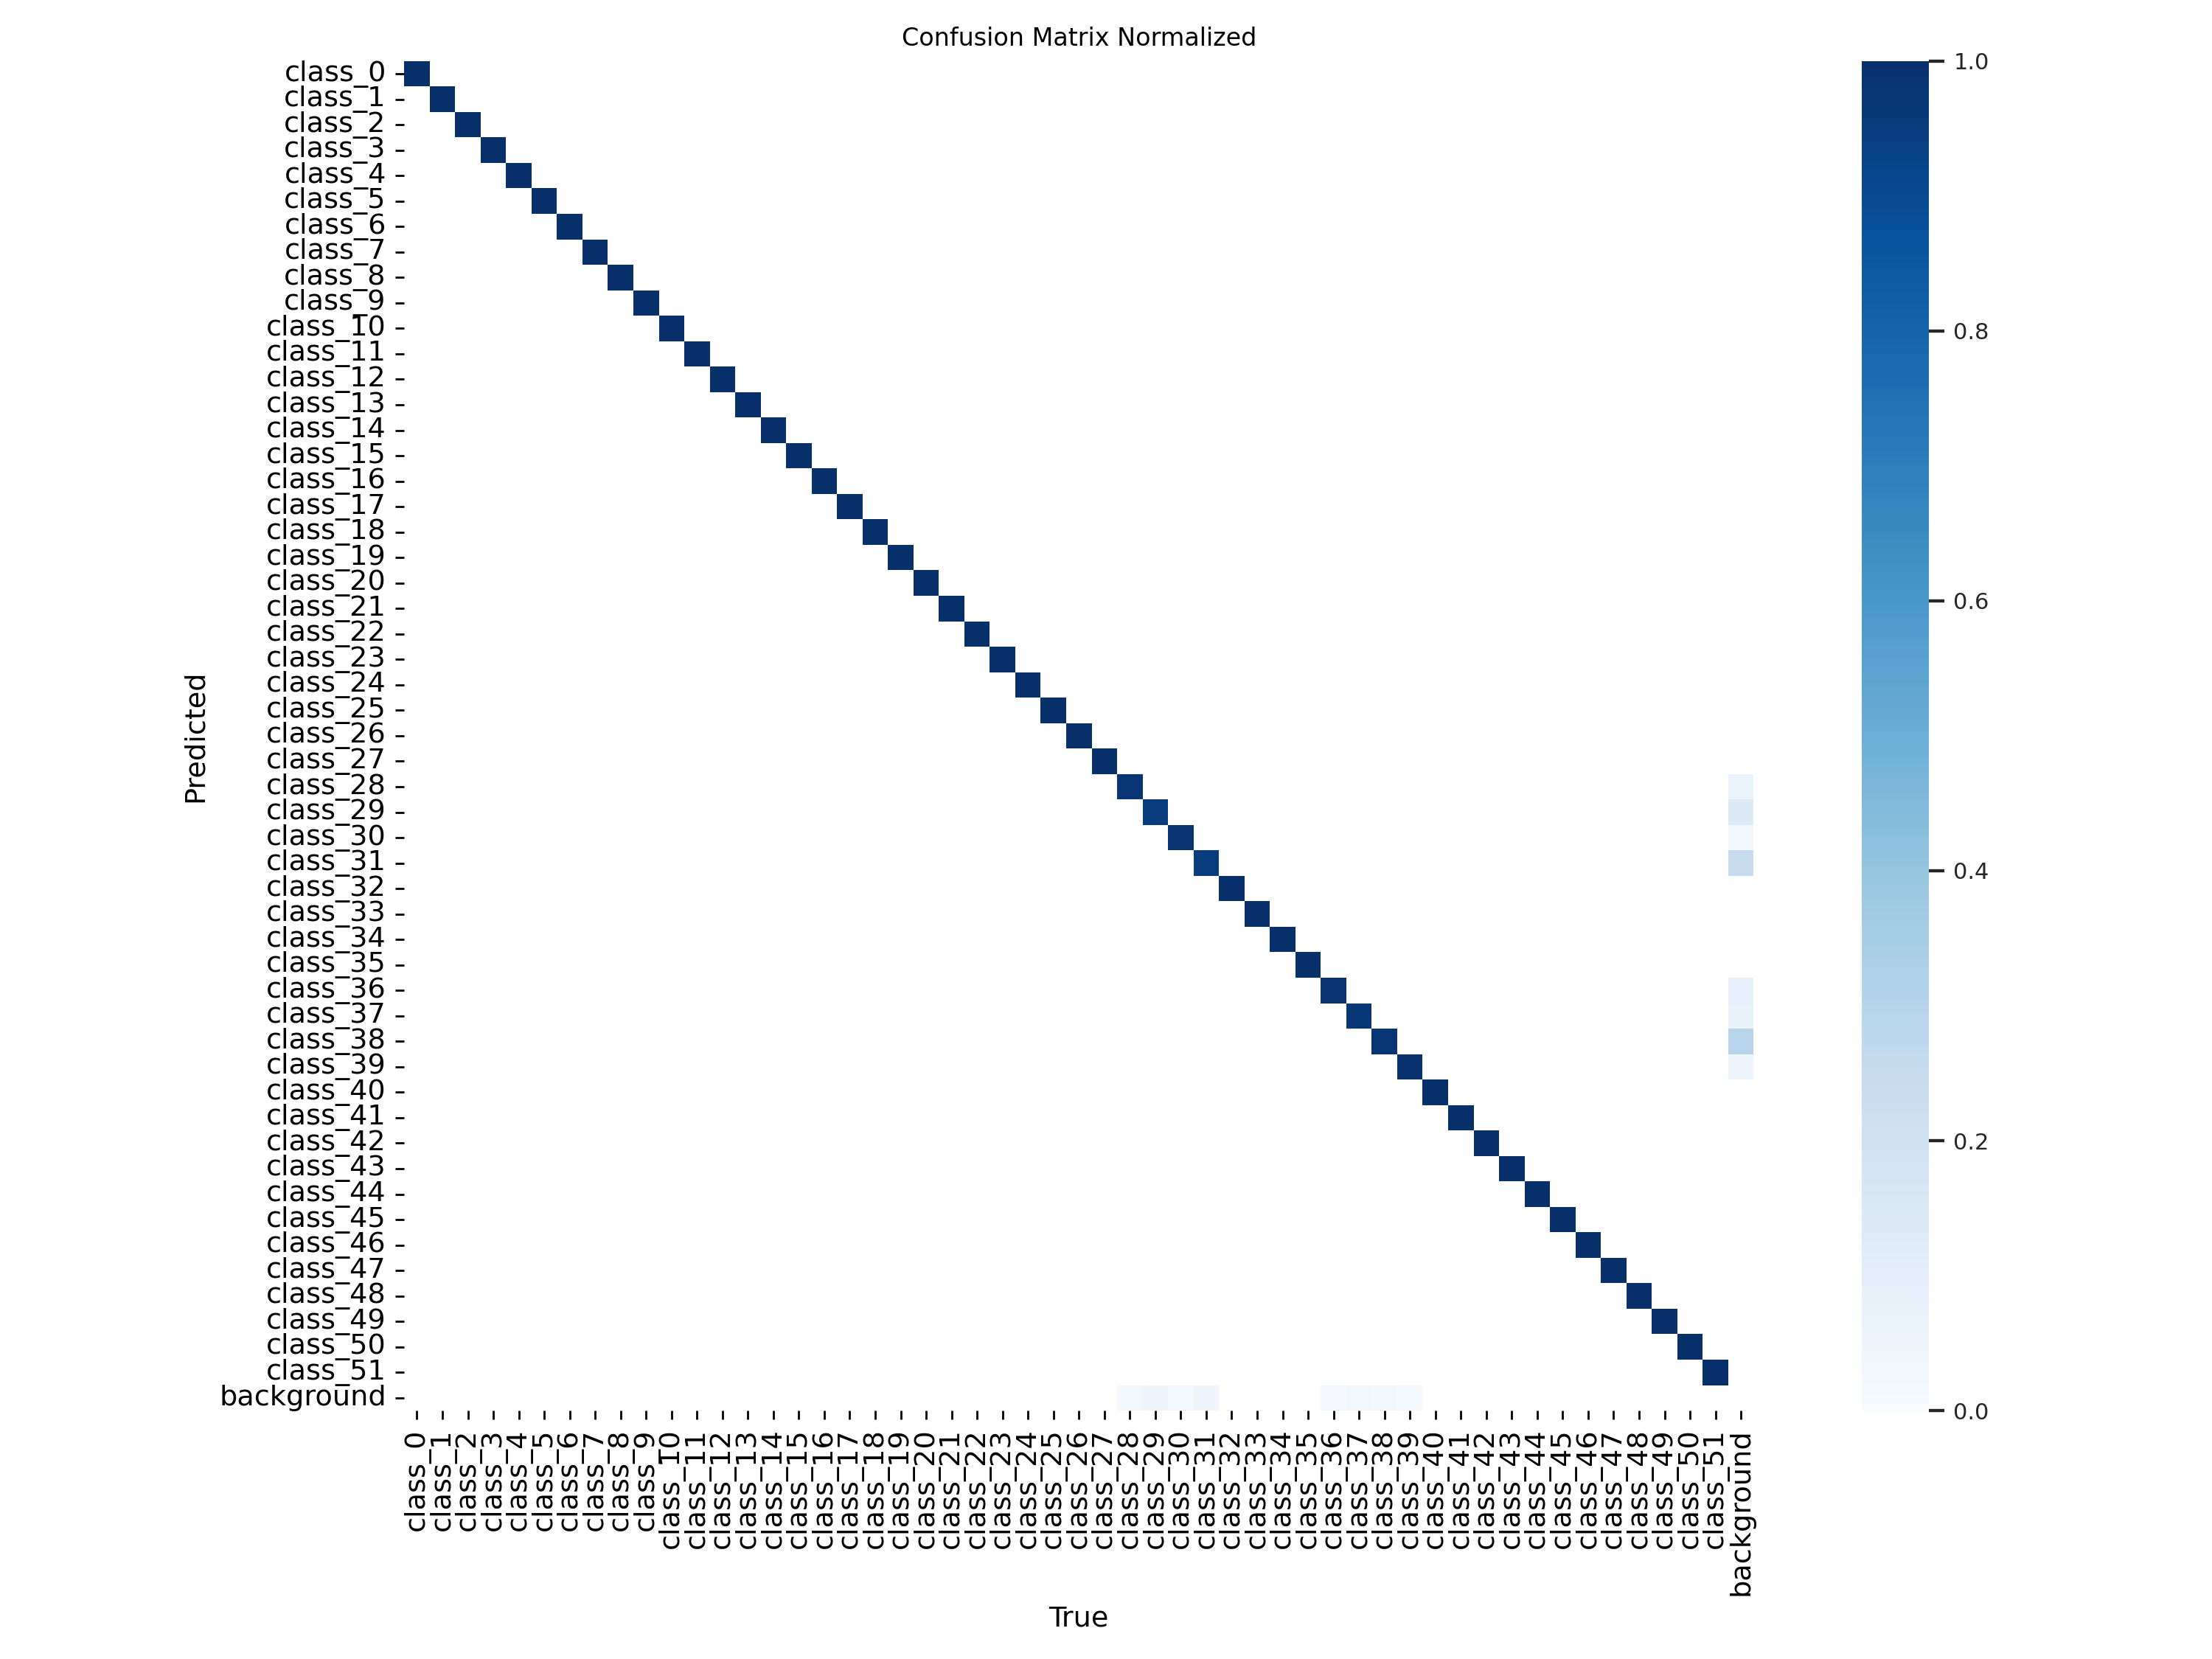 Confusion Matrix Normalized
Predicted
class_0
class_1
class_2
class_3
class_4
class_5
class_6
class_7
class_8
class_9
class_10
class_11
class_12
class_13
class_14
class_15
class_16
class_17
class_18
class_19
class_20
class_21
class_22
class_23
class_24
class_25
class_26
class_27
class_28
class_29
class_30
class_31
class_32
class_33
class_34
class_35
class_36
class_37
class_38
class_39
class_40
class_41
class_42
class_43
class_44
class_45
class_46
class_47
class_48
class_49
class_50
class_51
background
class_0
class_1
class_2
class_3
class_4
class_5
class_6
class_7
class_8
class_9
class_10
class_11
class_12
class_13
class_14
class_15
class_16
class_17
class_18
class_19
class_20
class_21
class_22
class_23
class_24
class_25
class_26
class_27
class_28
class_29
class_30
class_31
class_32
class_33
class_34
class_35
class_36
class_37
class_38
class_39
class_40
class_41
class_42
class_43
class_44
class_45
class_46
class_47
class_48
class_49
class_50
class_51
background
True
1.0
0.8
0.6
0.4
0.2
0.0